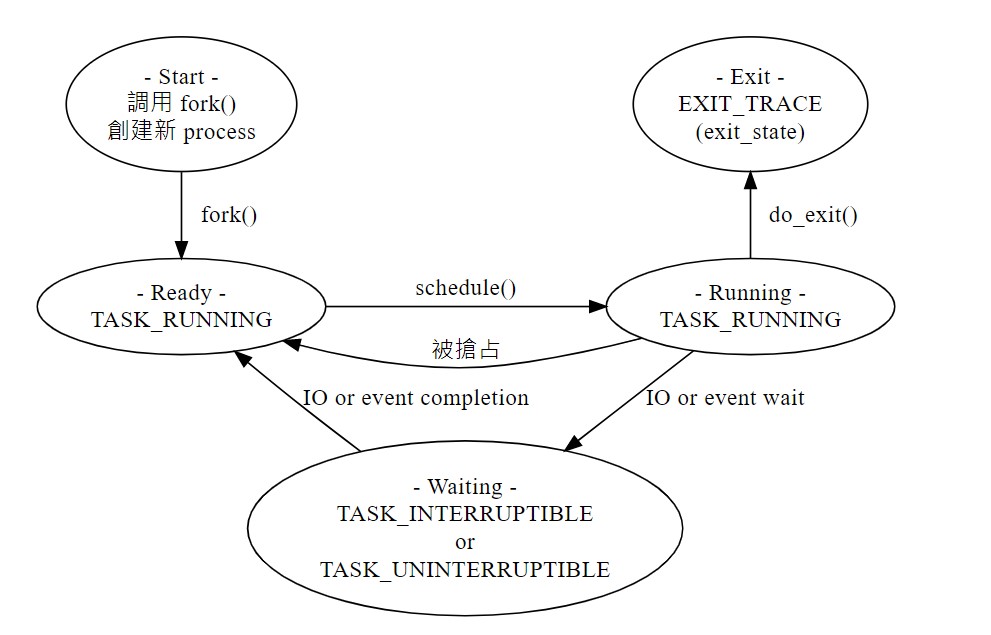 - Start -
調用 fork()
創建新 process
- Exit -
EXIT_TRACE
(exit_state)
fork()
do_exit()
- Ready -
TASK_RUNNING
schedule()
- Running -
TASK_RUNNING
被搶占
IO or event completion
IO or event wait
- Waiting -
TASK_INTERRUPTIBLE
or
TASK_UNINTERRUPTIBLE